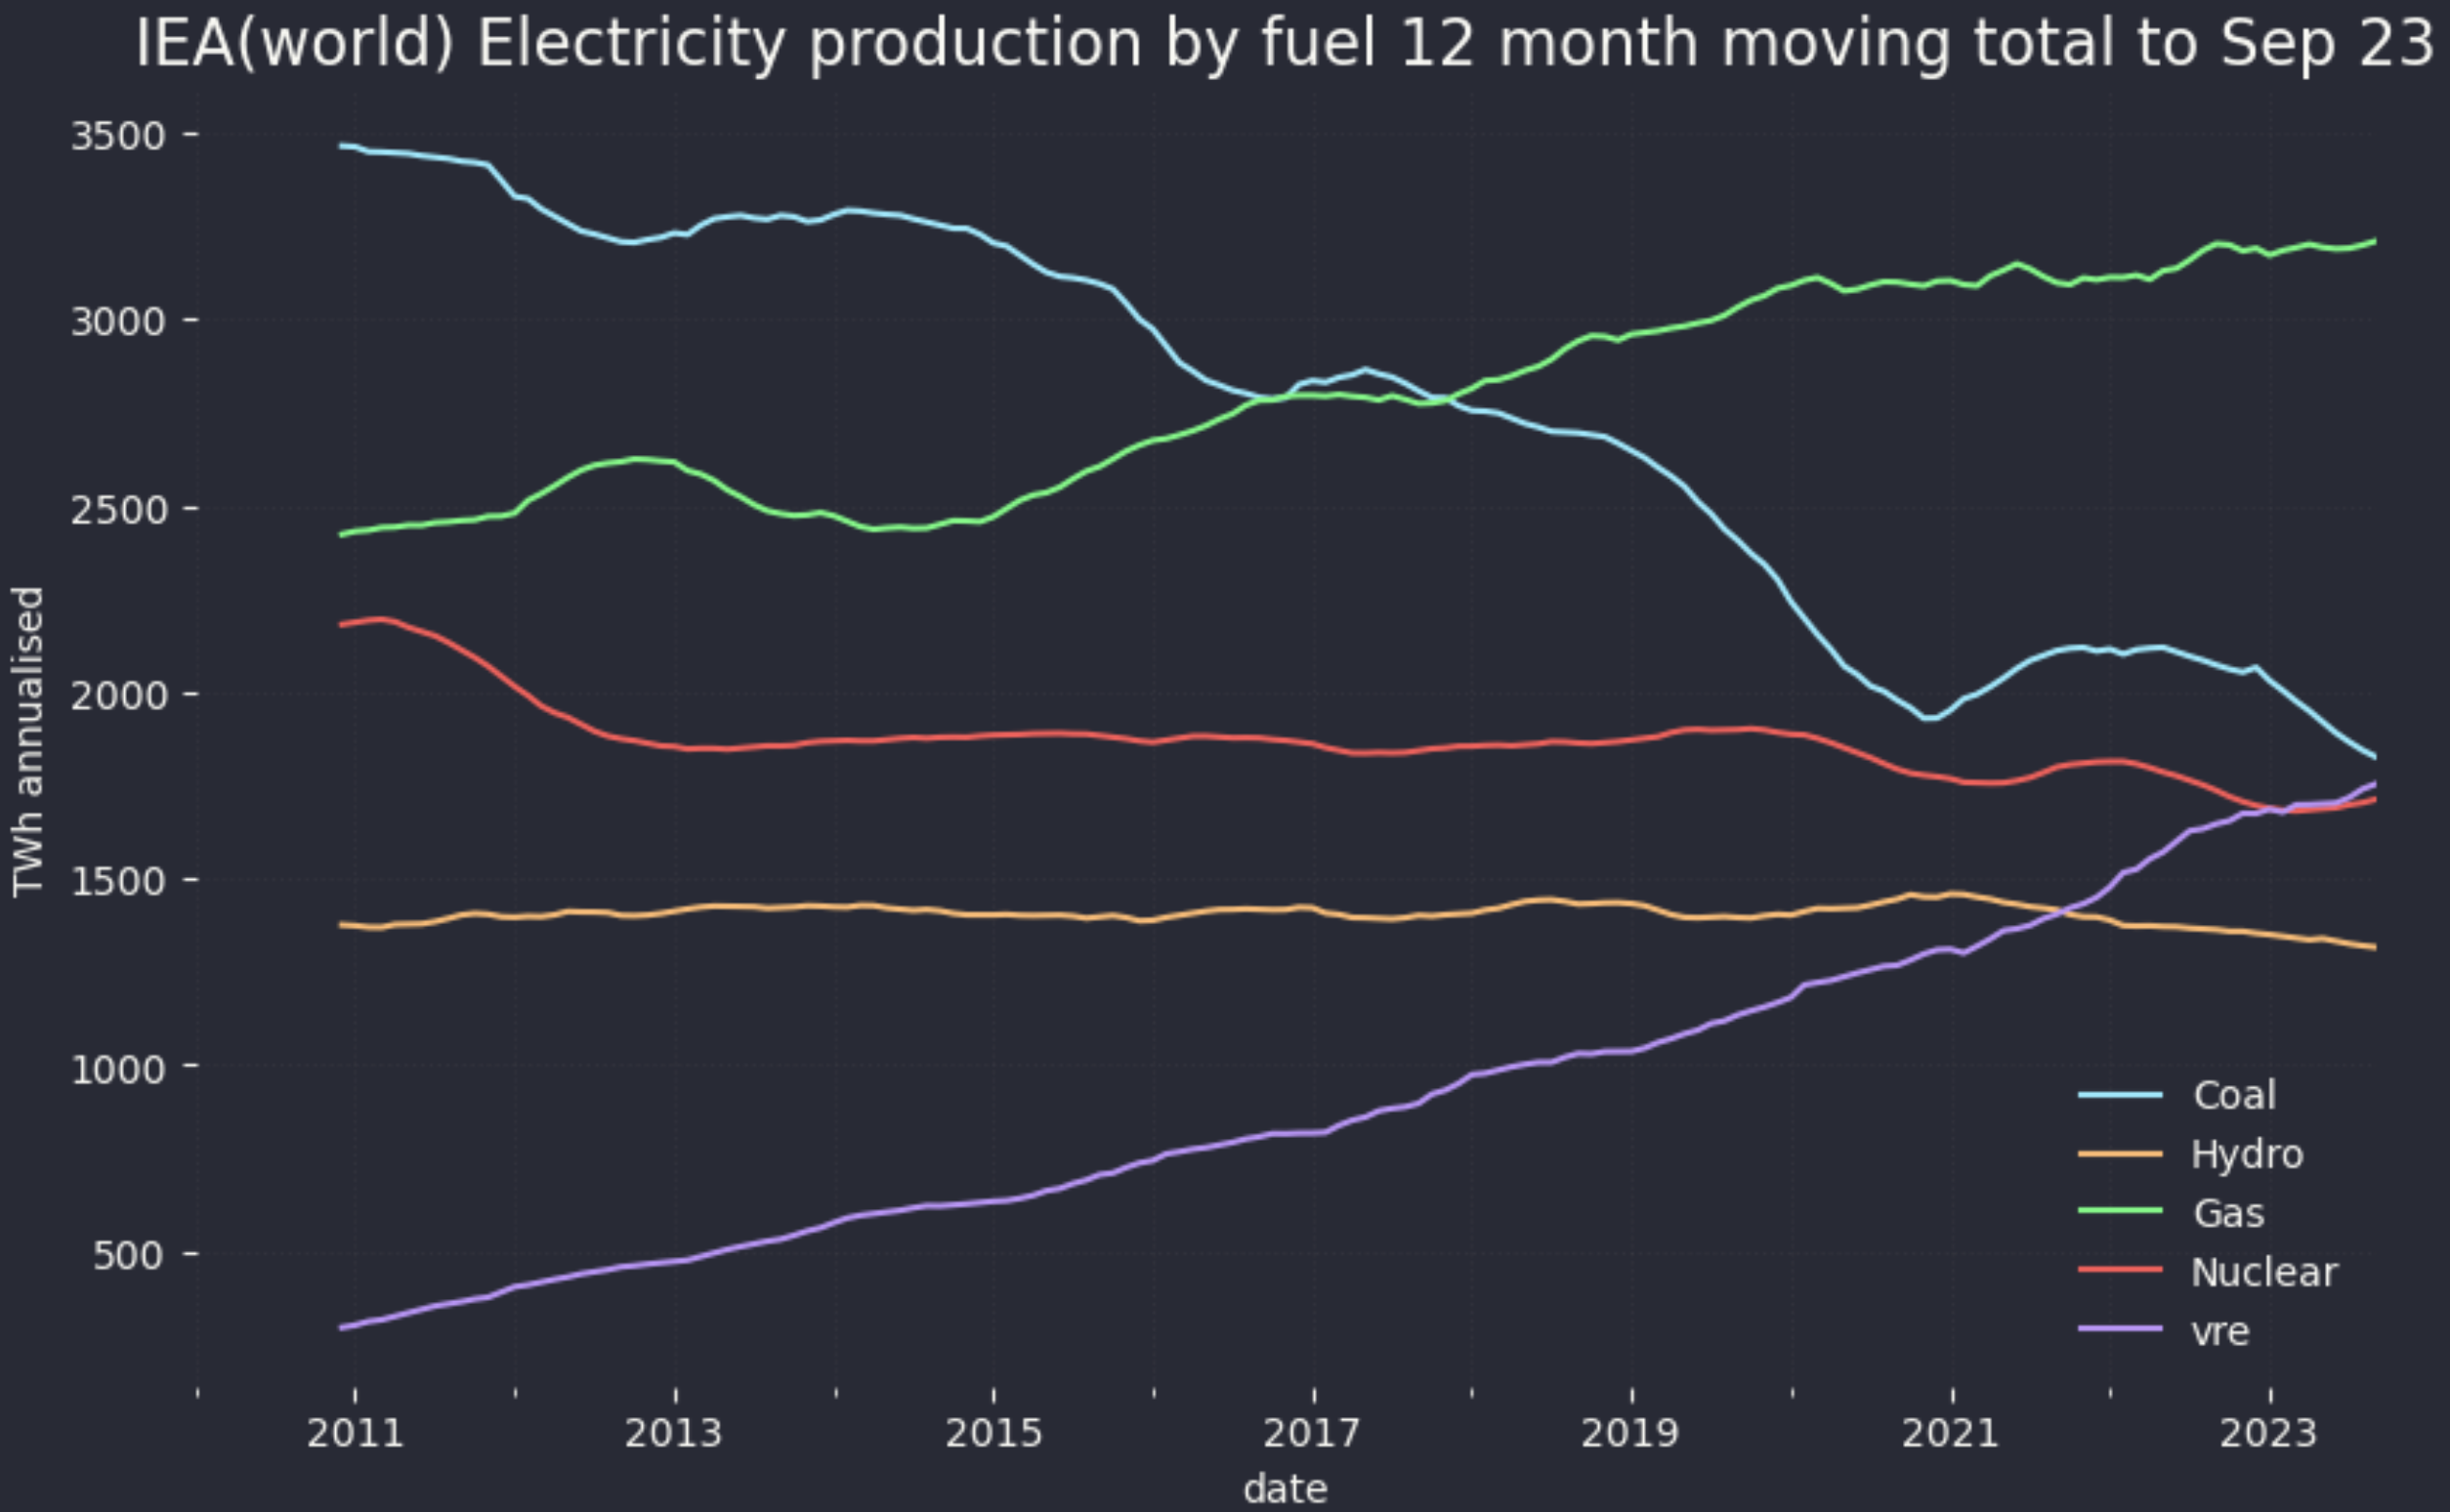 IEA(world) Electricity production by fuel 12 month moving total to Sep 23
3500
3000
2500
2000
1500
1000
500
TWh annualised
Coal
Hydro
Gas
Nuclear
vre
2011 2013 2015 2017 2019 2021 2023
date